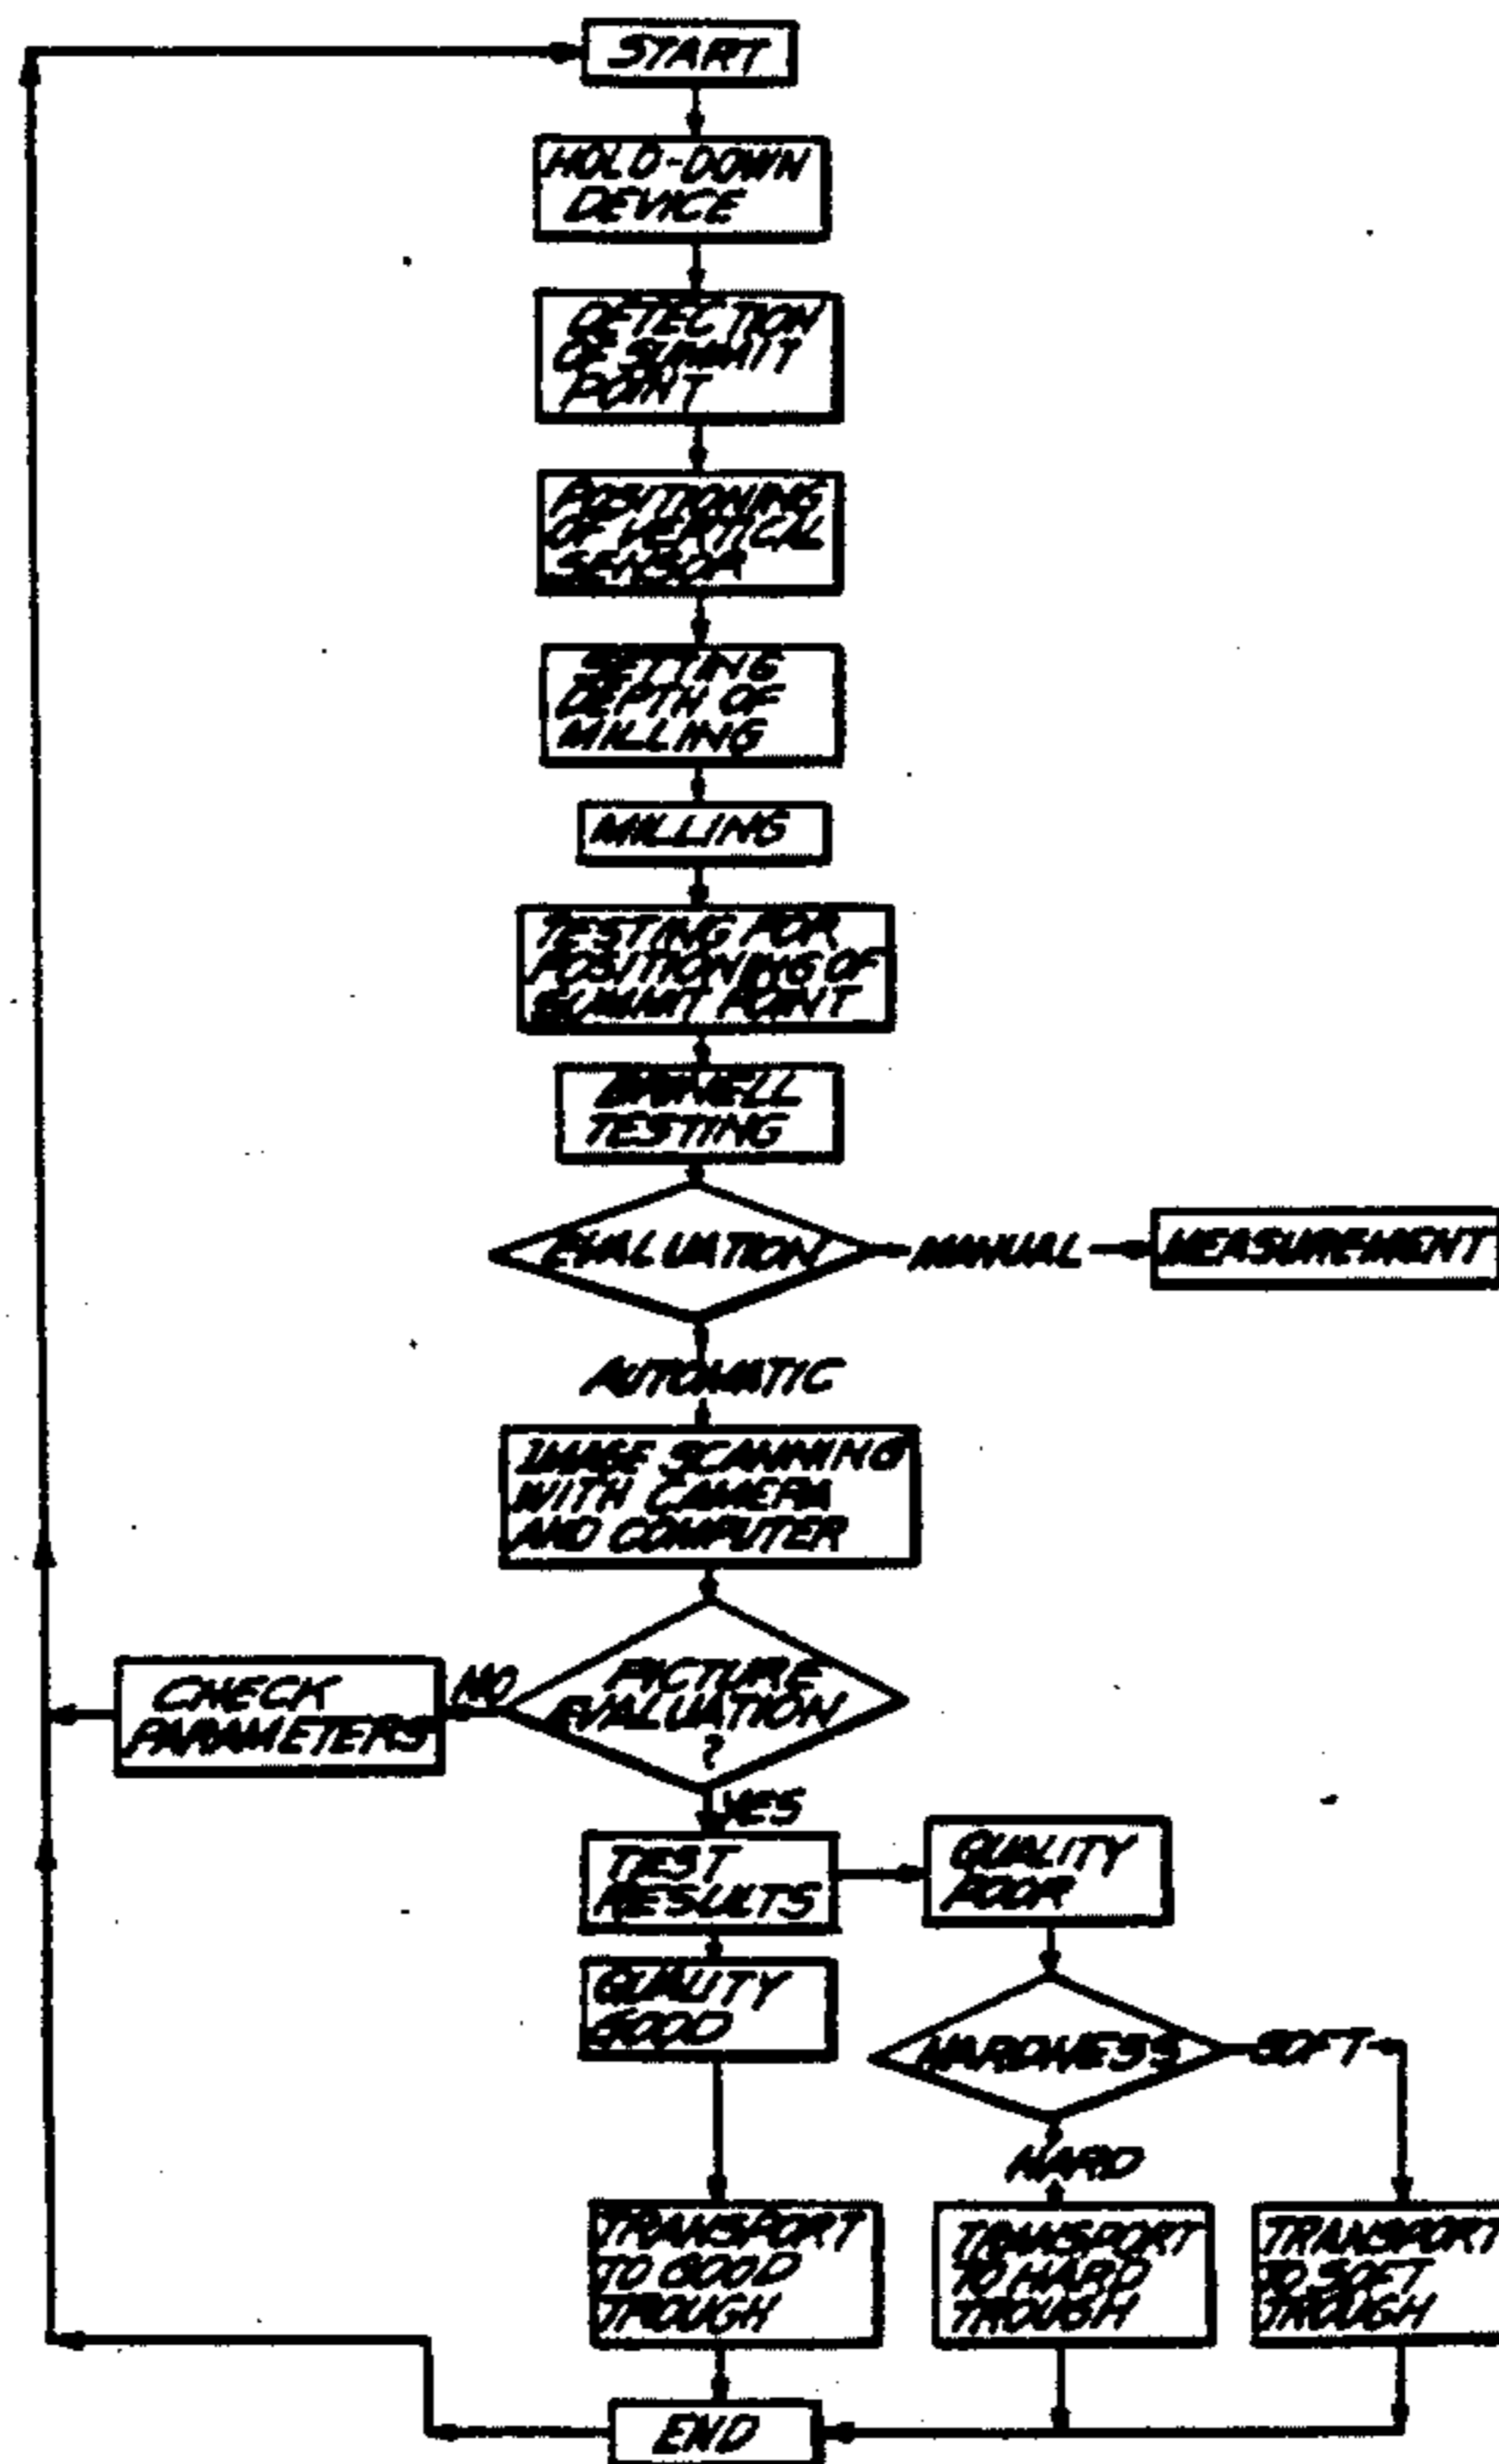 START
HOLD-DOWN
DEVICE
DETECTION
OF SUMMIT
POINT
POSITIONING
OF VERTICAL
SENSOR
SETTING
DEPTH OF
MILLING
MILLING
TESTING FOR
POSITIONING OF
SUMMIT POINT
BRINELL
TESTING
EVALUATION
MANUAL
MEASUREMENT
AUTOMATIC
IMAGE SCANNING
WITH CAMERA
AND COMPUTER
PICTURE
EVALUATION
?
NO
CHECK
PARAMETERS
YES
TEST
RESULTS
QUALITY
POOR
QUALITY
GOOD
HARDNESS
SOFT
HARD
TRANSPORT
TO GOOD
TROUGH
TRANSPORT
TO HARD
TROUGH
TRANSPORT
TO SOFT
TROUGH
END